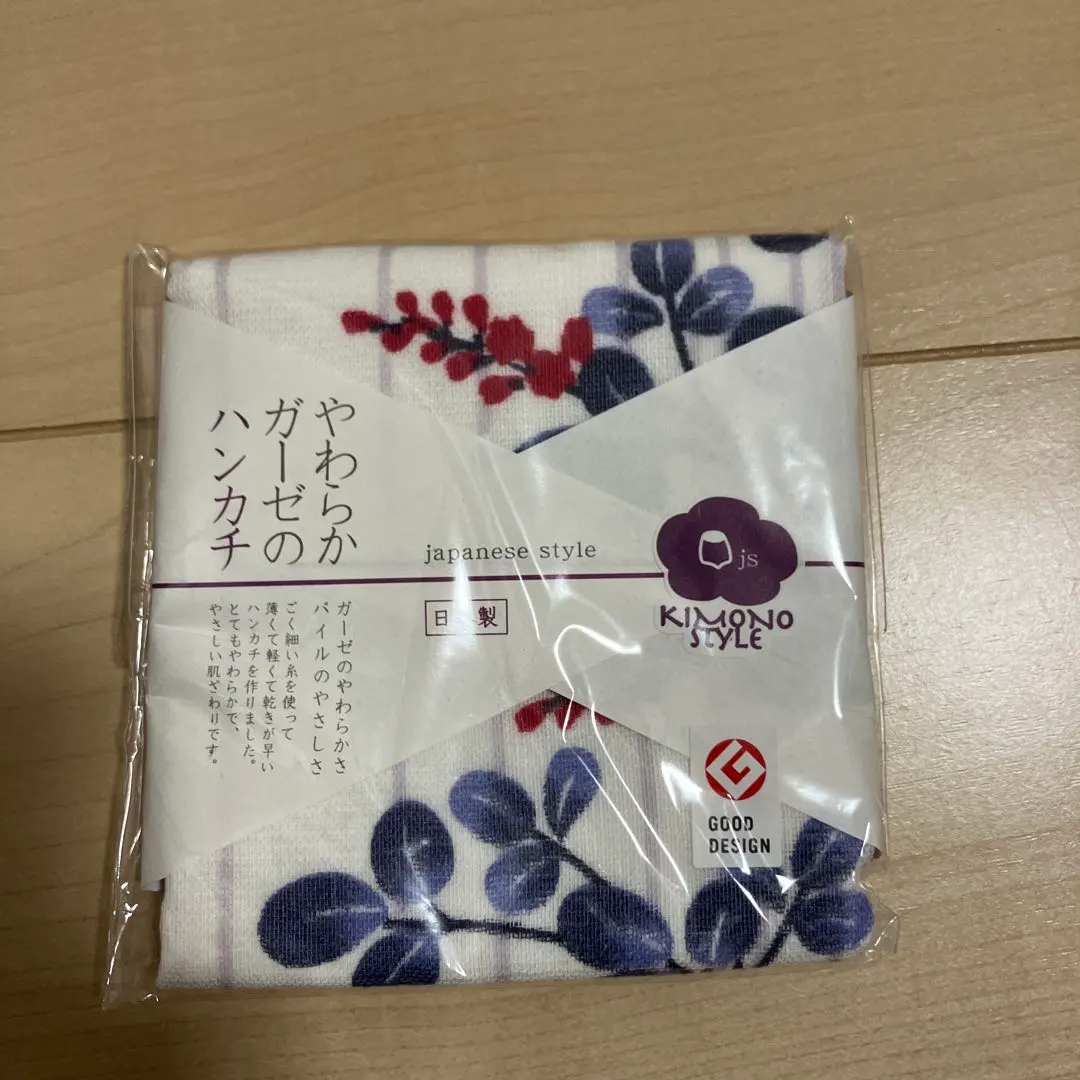 やわらか
ガーゼの
ハンカチ
japanese style
日本製
js
KIMONO
STYLE
ガーゼのやわらかさ
パイルのやさしさ
ごく細い糸を使って
薄くて軽くて乾きが早い
ハンカチを作りました。
とてもやわらかで、
やさしい肌ざわりです。
GOOD
DESIGN